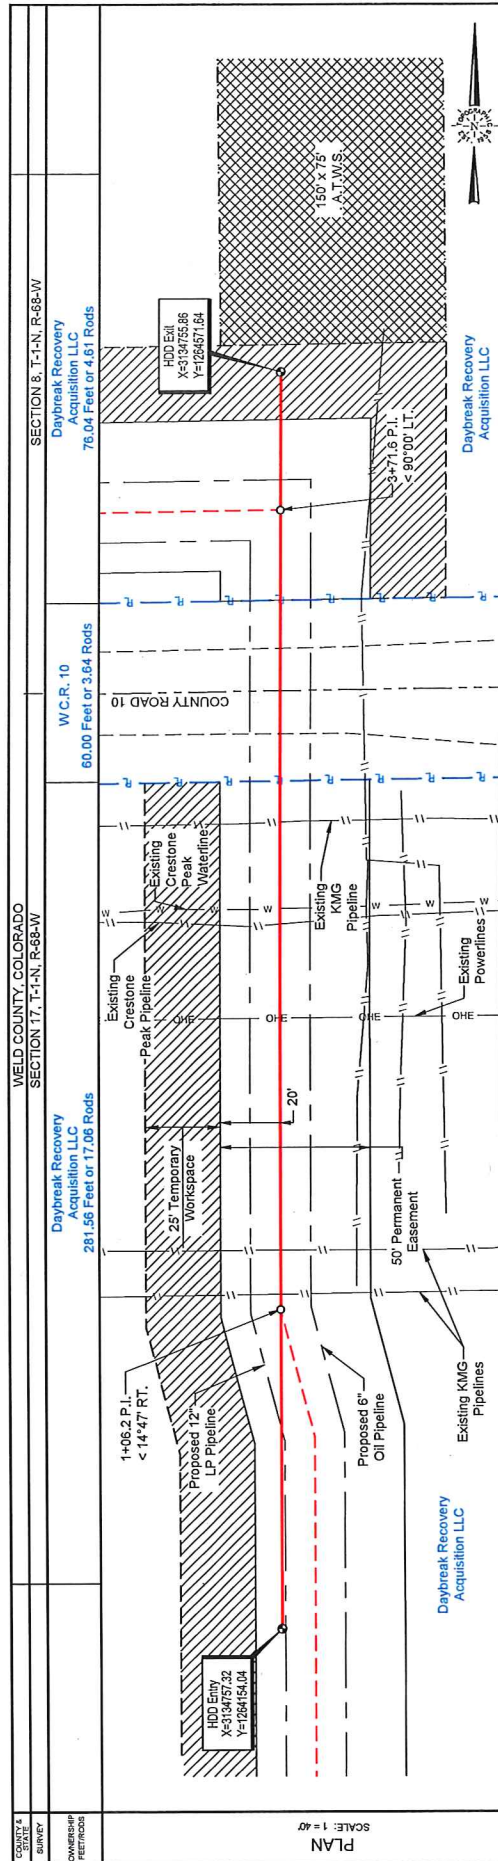 COUNTY &
STATE
WELD COUNTY, COLORADO
SURVEY
SECTION 17, T-1-N, R-68-W
SECTION 8, T-1-N, R-68-W
OWNERSHIP
FEET/RODS
Daybreak Recovery
Acquisition LLC
281.56 Feet or 17.06 Rods
W.C.R. 10
60.00 Feet or 3.64 Rods
Daybreak Recovery
Acquisition LLC
76.04 Feet or 4.61 Rods
PLAN
SCALE: 1 = 40'
HDD Entry
X=3134757.32
Y=1264154.04
1+06.2 P.I.
< 14°47' RT.
Proposed 12"
LP Pipeline
Proposed 6"
Oil Pipeline
25' Temporary
Workspace
20'
50' Permanent
Easement
Existing
Crestone
Peak Pipeline
Existing
Crestone
Peak
Waterline
Existing
KMG
Pipeline
Existing
Powerlines
Existing KMG
Pipelines
OHE
OHE
OHE
OHE
W
W
W
W
W
W
COUNTY ROAD 10
HDD Exit
X=3134755.86
Y=1264571.64
3+71.6 P.I.
< 90°00' LT.
150' x 75'
A.T.W.S.
Daybreak Recovery
Acquisition LLC
Daybreak Recovery
Acquisition LLC
N